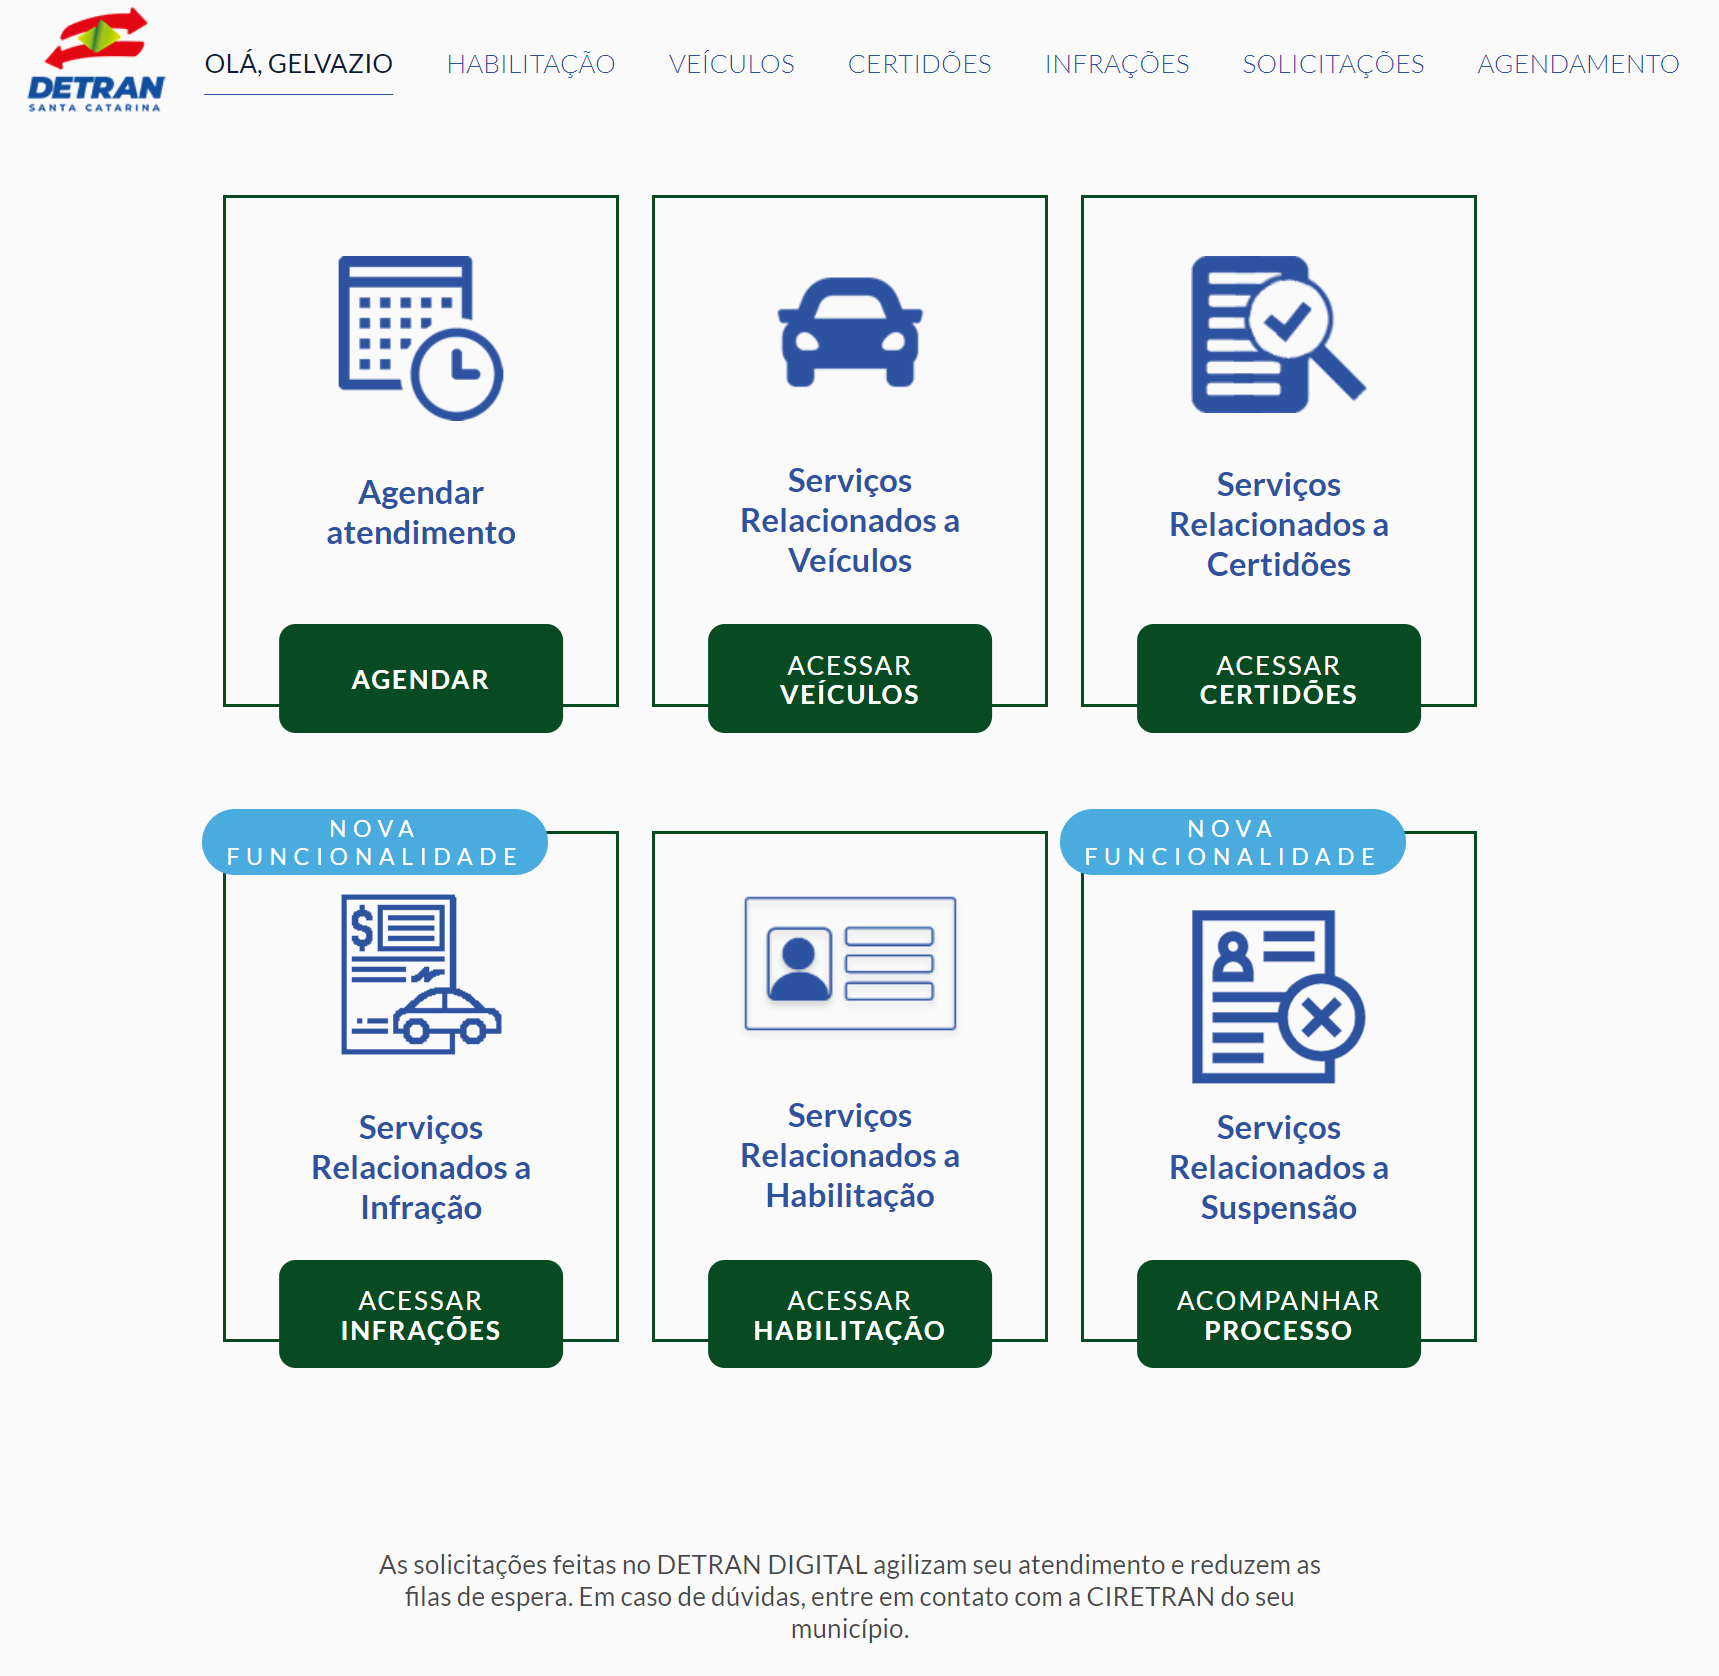 DETRAN
SANTA CATARINA
OLÁ, GELVAZIO
HABILITAÇÃO
VEÍCULOS
CERTIDÕES
INFRAÇÕES
SOLICITAÇÕES
AGENDAMENTO
Agendar
atendimento
AGENDAR
Serviços
Relacionados a
Veículos
ACESSAR
VEÍCULOS
Serviços
Relacionados a
Certidões
ACESSAR
CERTIDÕES
NOVA
FUNCIONALIDADE
$
Serviços
Relacionados a
Infração
ACESSAR
INFRAÇÕES
Serviços
Relacionados a
Habilitação
ACESSAR
HABILITAÇÃO
NOVA
FUNCIONALIDADE
Serviços
Relacionados a
Suspensão
ACOMPANHAR
PROCESSO
As solicitações feitas no DETRAN DIGITAL agilizam seu atendimento e reduzem as
filas de espera. Em caso de dúvidas, entre em contato com a CIRETRAN do seu
município.